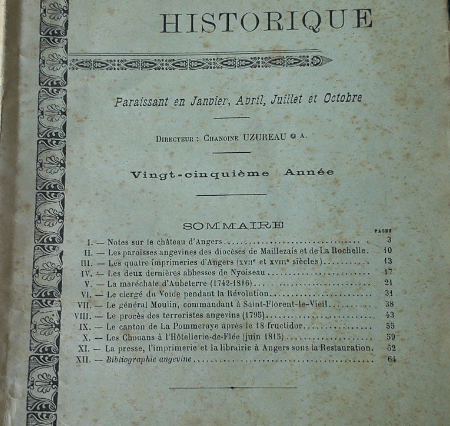 HISTORIQUE
Paraissant en Janvier, Avril, Juillet et Octobre
DIRECTEUR : CHANOINE UZUREAU A.
Vingt-cinquième Année
SOMMAIRE
PAGES
I. — Notes sur le château d'Angers 3
II. — Les paroisses angevines des diocèses de Maillezais et de La Rochelle. 10
III. — Les quatre imprimeries d'Angers (XVIIe et XVIIIe siècles) 13
IV. — Les deux dernières abbesses de Nyoiseau 17
V. — La maréchale d'Aubeterre (1742-1816) 21
VI. — Le clergé du Voide pendant la Révolution 31
VII. — Le général Moulin, commandant à Saint-Florent-le-Vieil 38
VIII. — Le procès des terroristes angevins (1795) 43
IX. — Le canton de La Pommeraye après le 18 fructidor 55
X. — Les Chouans à l'Hôtellerie-de-Flée (juin 1815) 59
XI. — La presse, l'imprimerie et la librairie à Angers sous la Restauration. 62
XII. — Bibliographie angevine 64